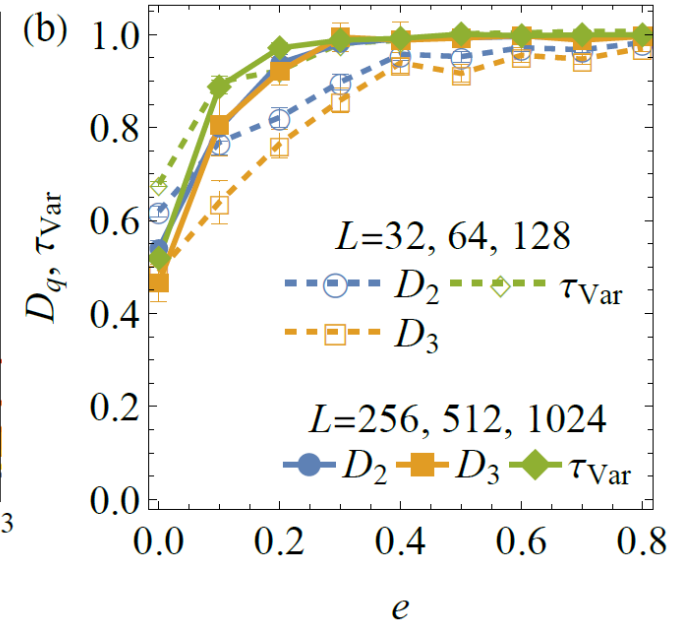 (b)
1.0
0.8
0.6
0.4
0.2
0.0
D_q, τ_Var
L=32, 64, 128
D_2 τ_Var
D_3
L=256, 512, 1024
D_2 D_3 τ_Var
3
0.0 0.2 0.4 0.6 0.8
e